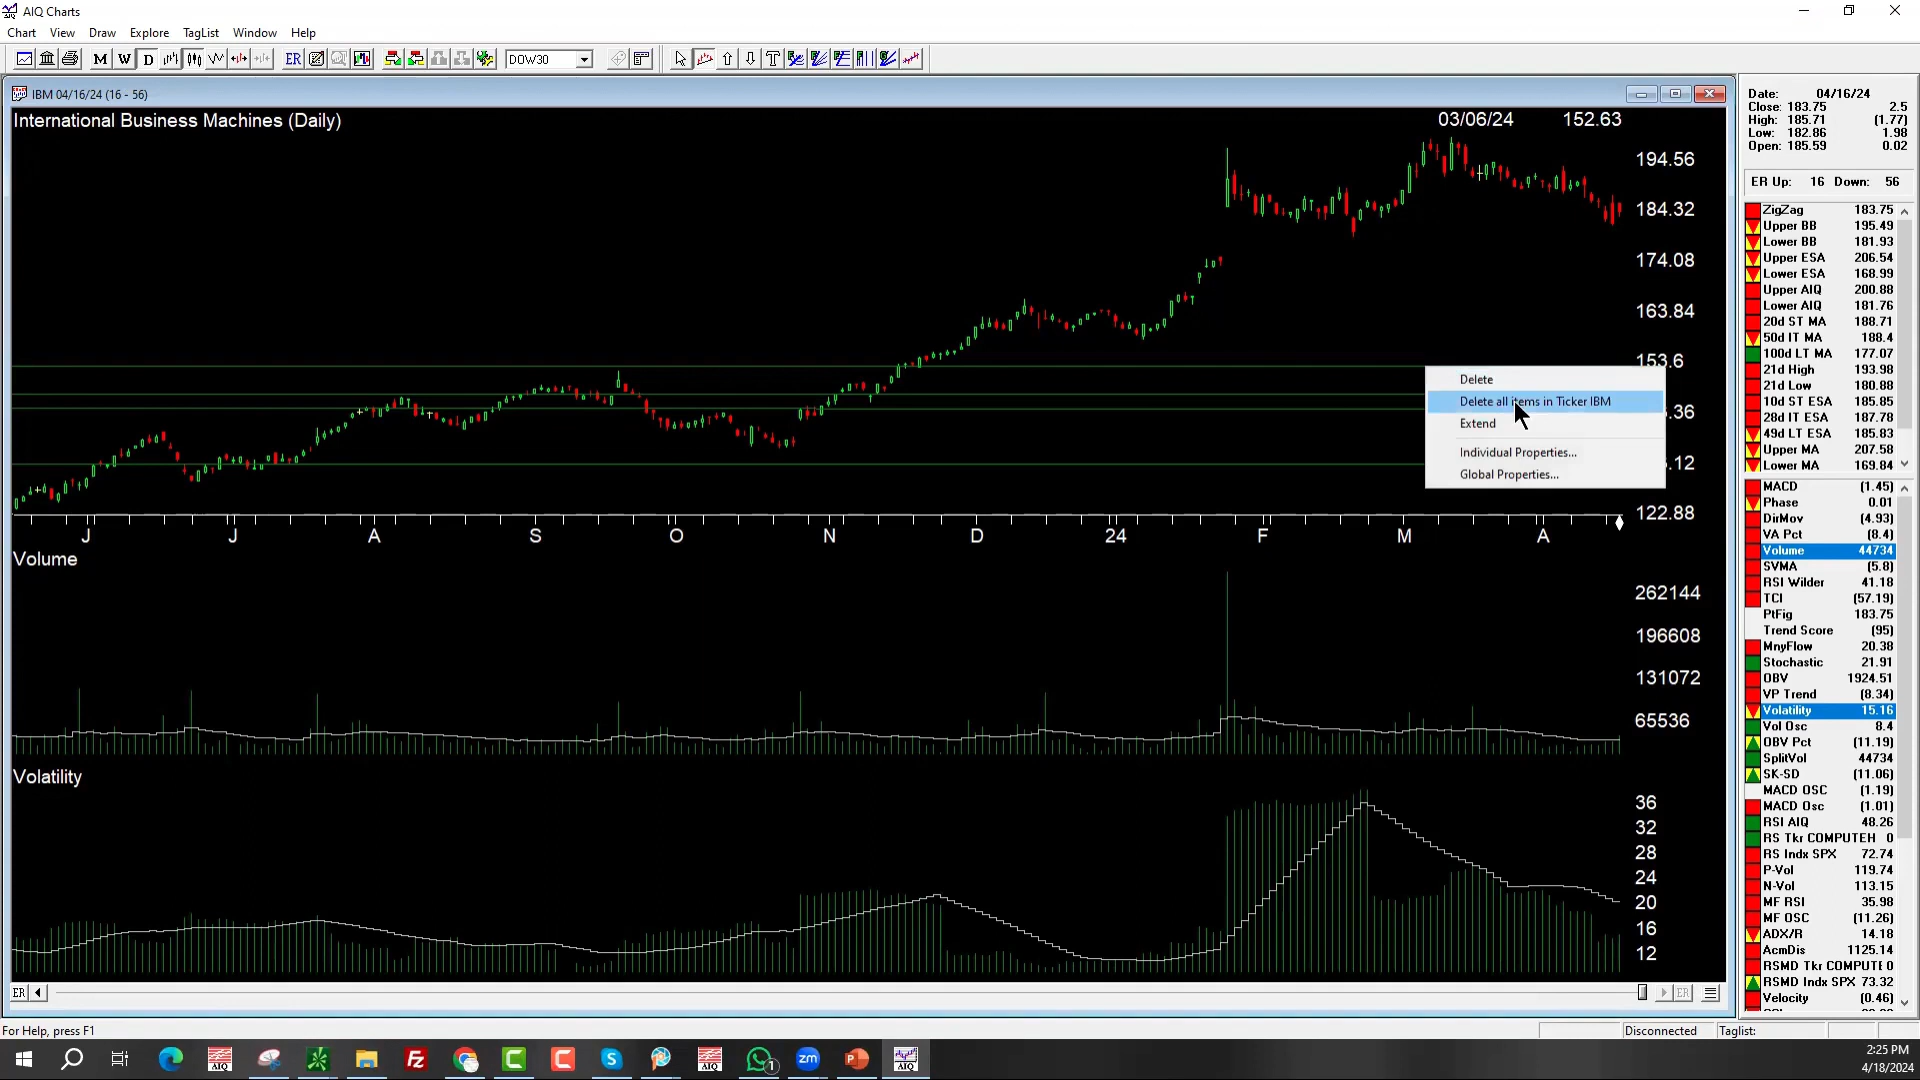 AIQ Charts
Chart View Draw Explore TagList Window Help
M W D ER DOW30
IBM 04/16/24 (16 - 56)
International Business Machines (Daily) 03/06/24 152.63
194.56
184.32
174.08
163.84
153.6
.36
.12
122.88
Delete
Delete all items in Ticker IBM
Extend
Individual Properties...
Global Properties...
J J A S O N D 24 F M A
Volume
262144
196608
131072
65536
Volatility
36
32
28
24
20
16
12
ER ER
Date: 04/16/24
Close: 183.75 2.5
High: 185.71 (1.77)
Low: 182.86 1.98
Open: 185.59 0.02
ER Up: 16 Down: 56
ZigZag 183.75
Upper BB 195.49
Lower BB 181.93
Upper ESA 206.54
Lower ESA 168.99
Upper AIQ 200.88
Lower AIQ 181.76
20d ST MA 188.71
50d IT MA 188.4
100d LT MA 177.07
21d High 193.98
21d Low 180.88
10d ST ESA 185.85
28d IT ESA 187.78
49d LT ESA 185.83
Upper MA 207.58
Lower MA 169.84
MACD (1.45)
Phase 0.01
DirMov (4.93)
VA Pct (8.4)
Volume 44734
SVMA (5.8)
RSI Wilder 41.18
TCI (57.19)
PtFig 183.75
Trend Score (95)
MnyFlow 20.38
Stochastic 21.91
OBV 1924.51
VP Trend (8.34)
Volatility 15.16
Vol Osc 8.4
OBV Pct (11.19)
SplitVol 44734
SK-SD (11.06)
MACD OSC (1.19)
MACD Osc (1.01)
RSI AIQ 48.26
RS Tkr COMPUTEH 0
RS Indx SPX 72.74
P-Vol 119.74
N-Vol 113.15
MF RSI 35.98
MF OSC (11.26)
ADX/R 14.18
AcmDis 1125.14
RSMD Tkr COMPUTI 0
RSMD Indx SPX 73.32
Velocity (0.46)
For Help, press F1 Disconnected Taglist:
2:25 PM
4/18/2024